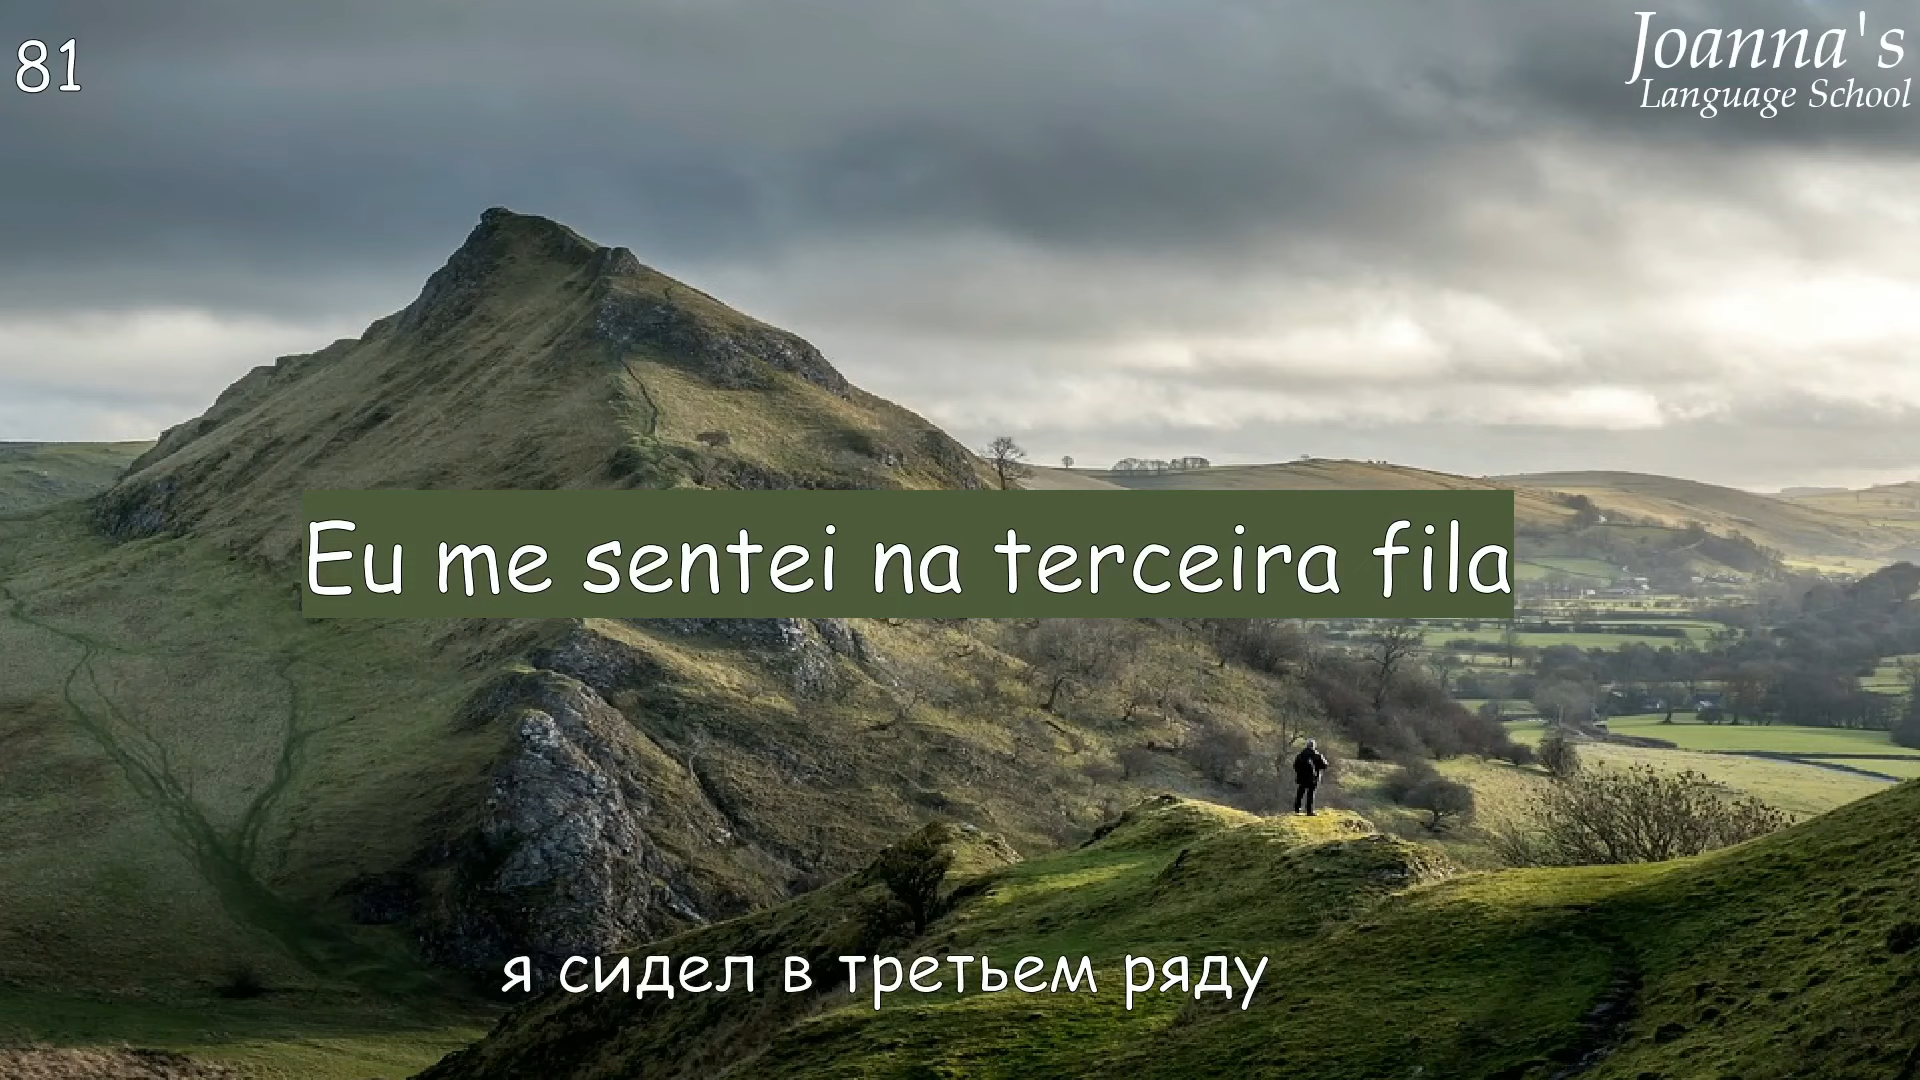 81
Joanna's
Language School
Eu me sentei na terceira fila
я сидел в третьем ряду